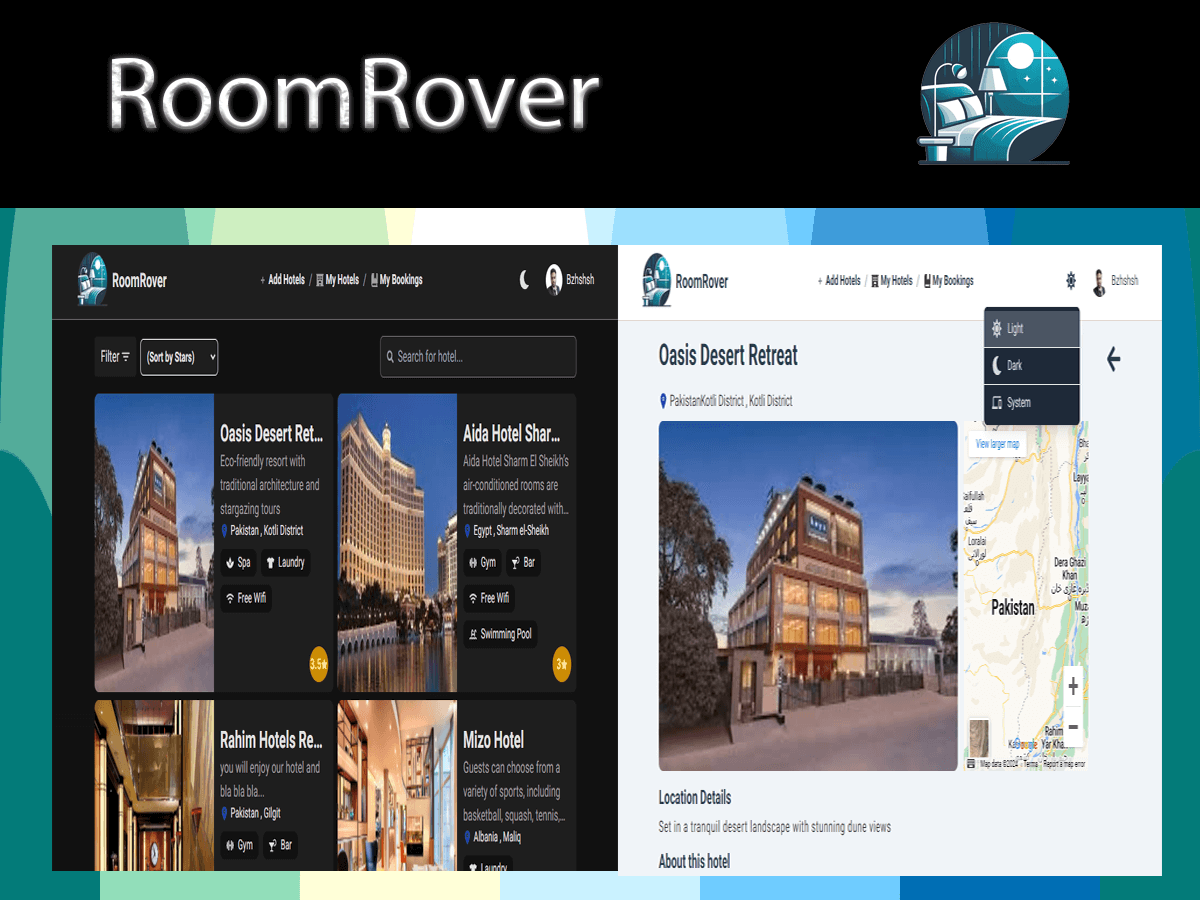 RoomRover
RoomRover
+ Add Hotels / My Hotels / My Bookings
Bzhshsh
Filter
(Sort by Stars)
Search for hotel...
Oasis Desert Ret...
Eco-friendly resort with
traditional architecture and
stargazing tours
Pakistan , Kotli District
Spa
Laundry
Free Wifi
3.5★
Aida Hotel Shar...
Aida Hotel Sharm El Sheikh's
air-conditioned rooms are
traditionally decorated with...
Egypt , Sharm el-Sheikh
Gym
Bar
Free Wifi
Swimming Pool
3★
Rahim Hotels Re...
you will enjoy our hotel and
bla bla bla...
Pakistan , Gilgit
Gym
Bar
Mizo Hotel
Guests can choose from a
variety of sports, including
basketball, squash, tennis,...
Albania , Maliq
Laundry
RoomRover
+ Add Hotels / My Hotels / My Bookings
Bzhshsh
Light
Dark
System
Oasis Desert Retreat
PakistanKotli District , Kotli District
View larger map
Loralai
لورالائی
Dera Ghazi
Khan
ڈیرہ غازی خان
Pakistan
Rahim
Yar Kha...
Google
Map data ©2024
Terms
Report a map error
Location Details
Set in a tranquil desert landscape with stunning dune views
About this hotel